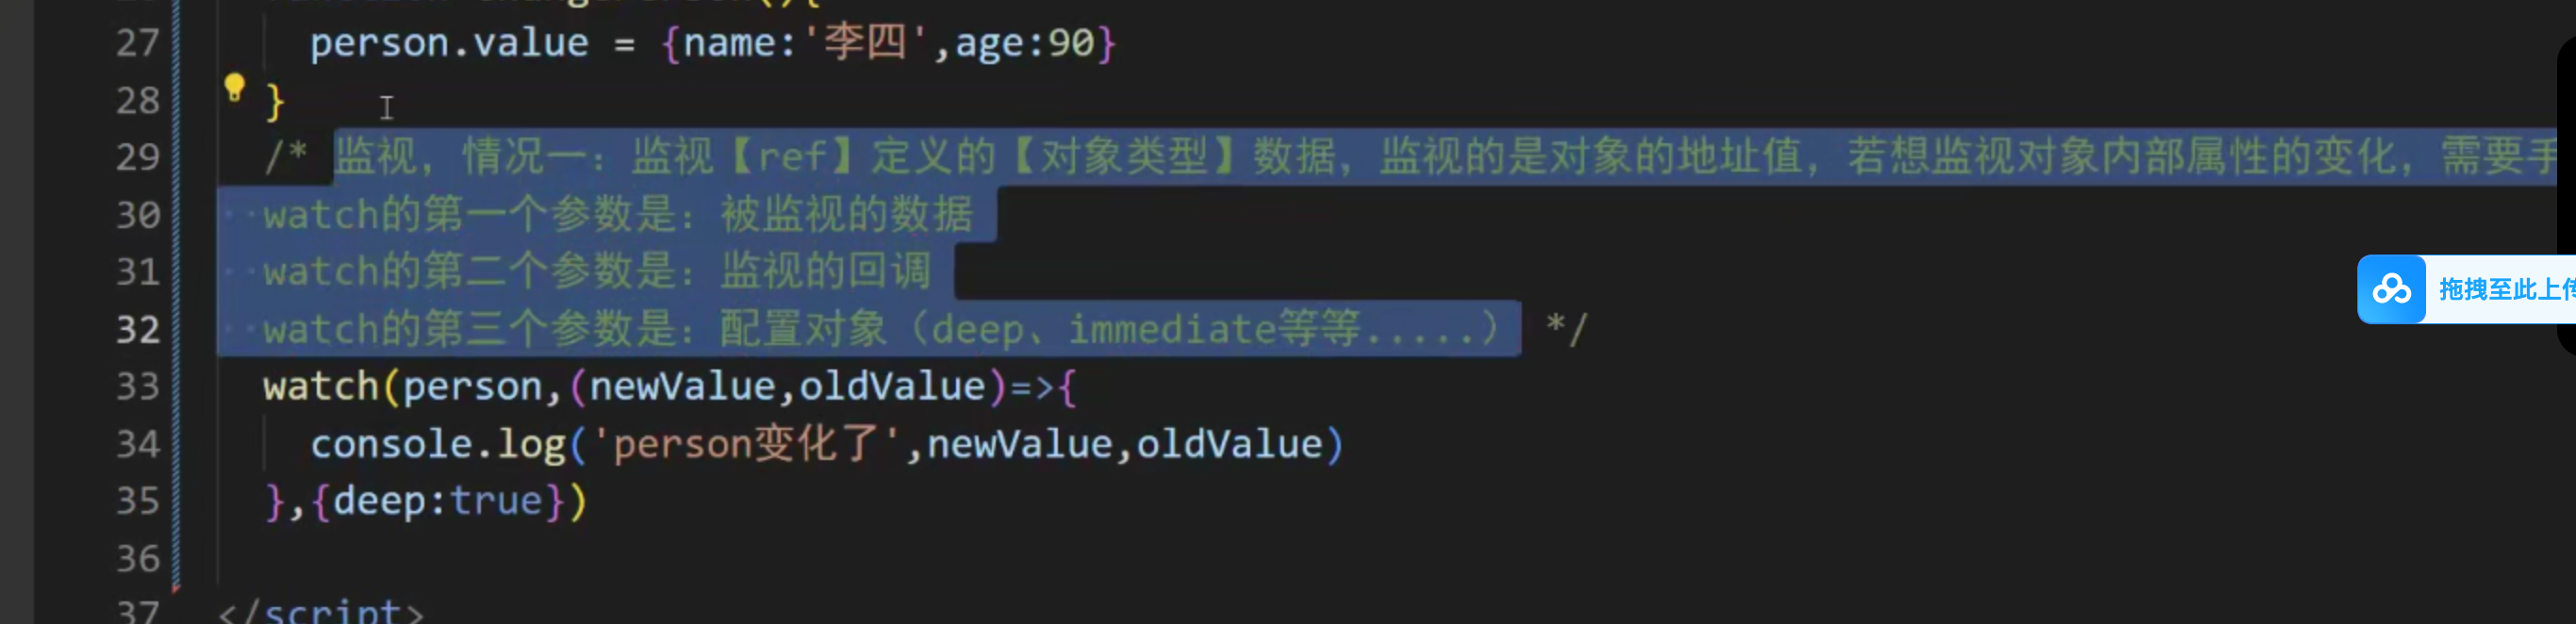 27 person.value = {name:'李四',age:90}
28 }
29 /* 监视，情况一：监视【ref】定义的【对象类型】数据，监视的是对象的地址值，若想监视对象内部属性的变化，需要手
30 watch的第一个参数是：被监视的数据
31 watch的第二个参数是：监视的回调
拖拽至此上传
32 watch的第三个参数是：配置对象（deep、immediate等等.....） */
33 watch(person,(newValue,oldValue)=>{
34 console.log('person变化了',newValue,oldValue)
35 },{deep:true})
36
37 </script>